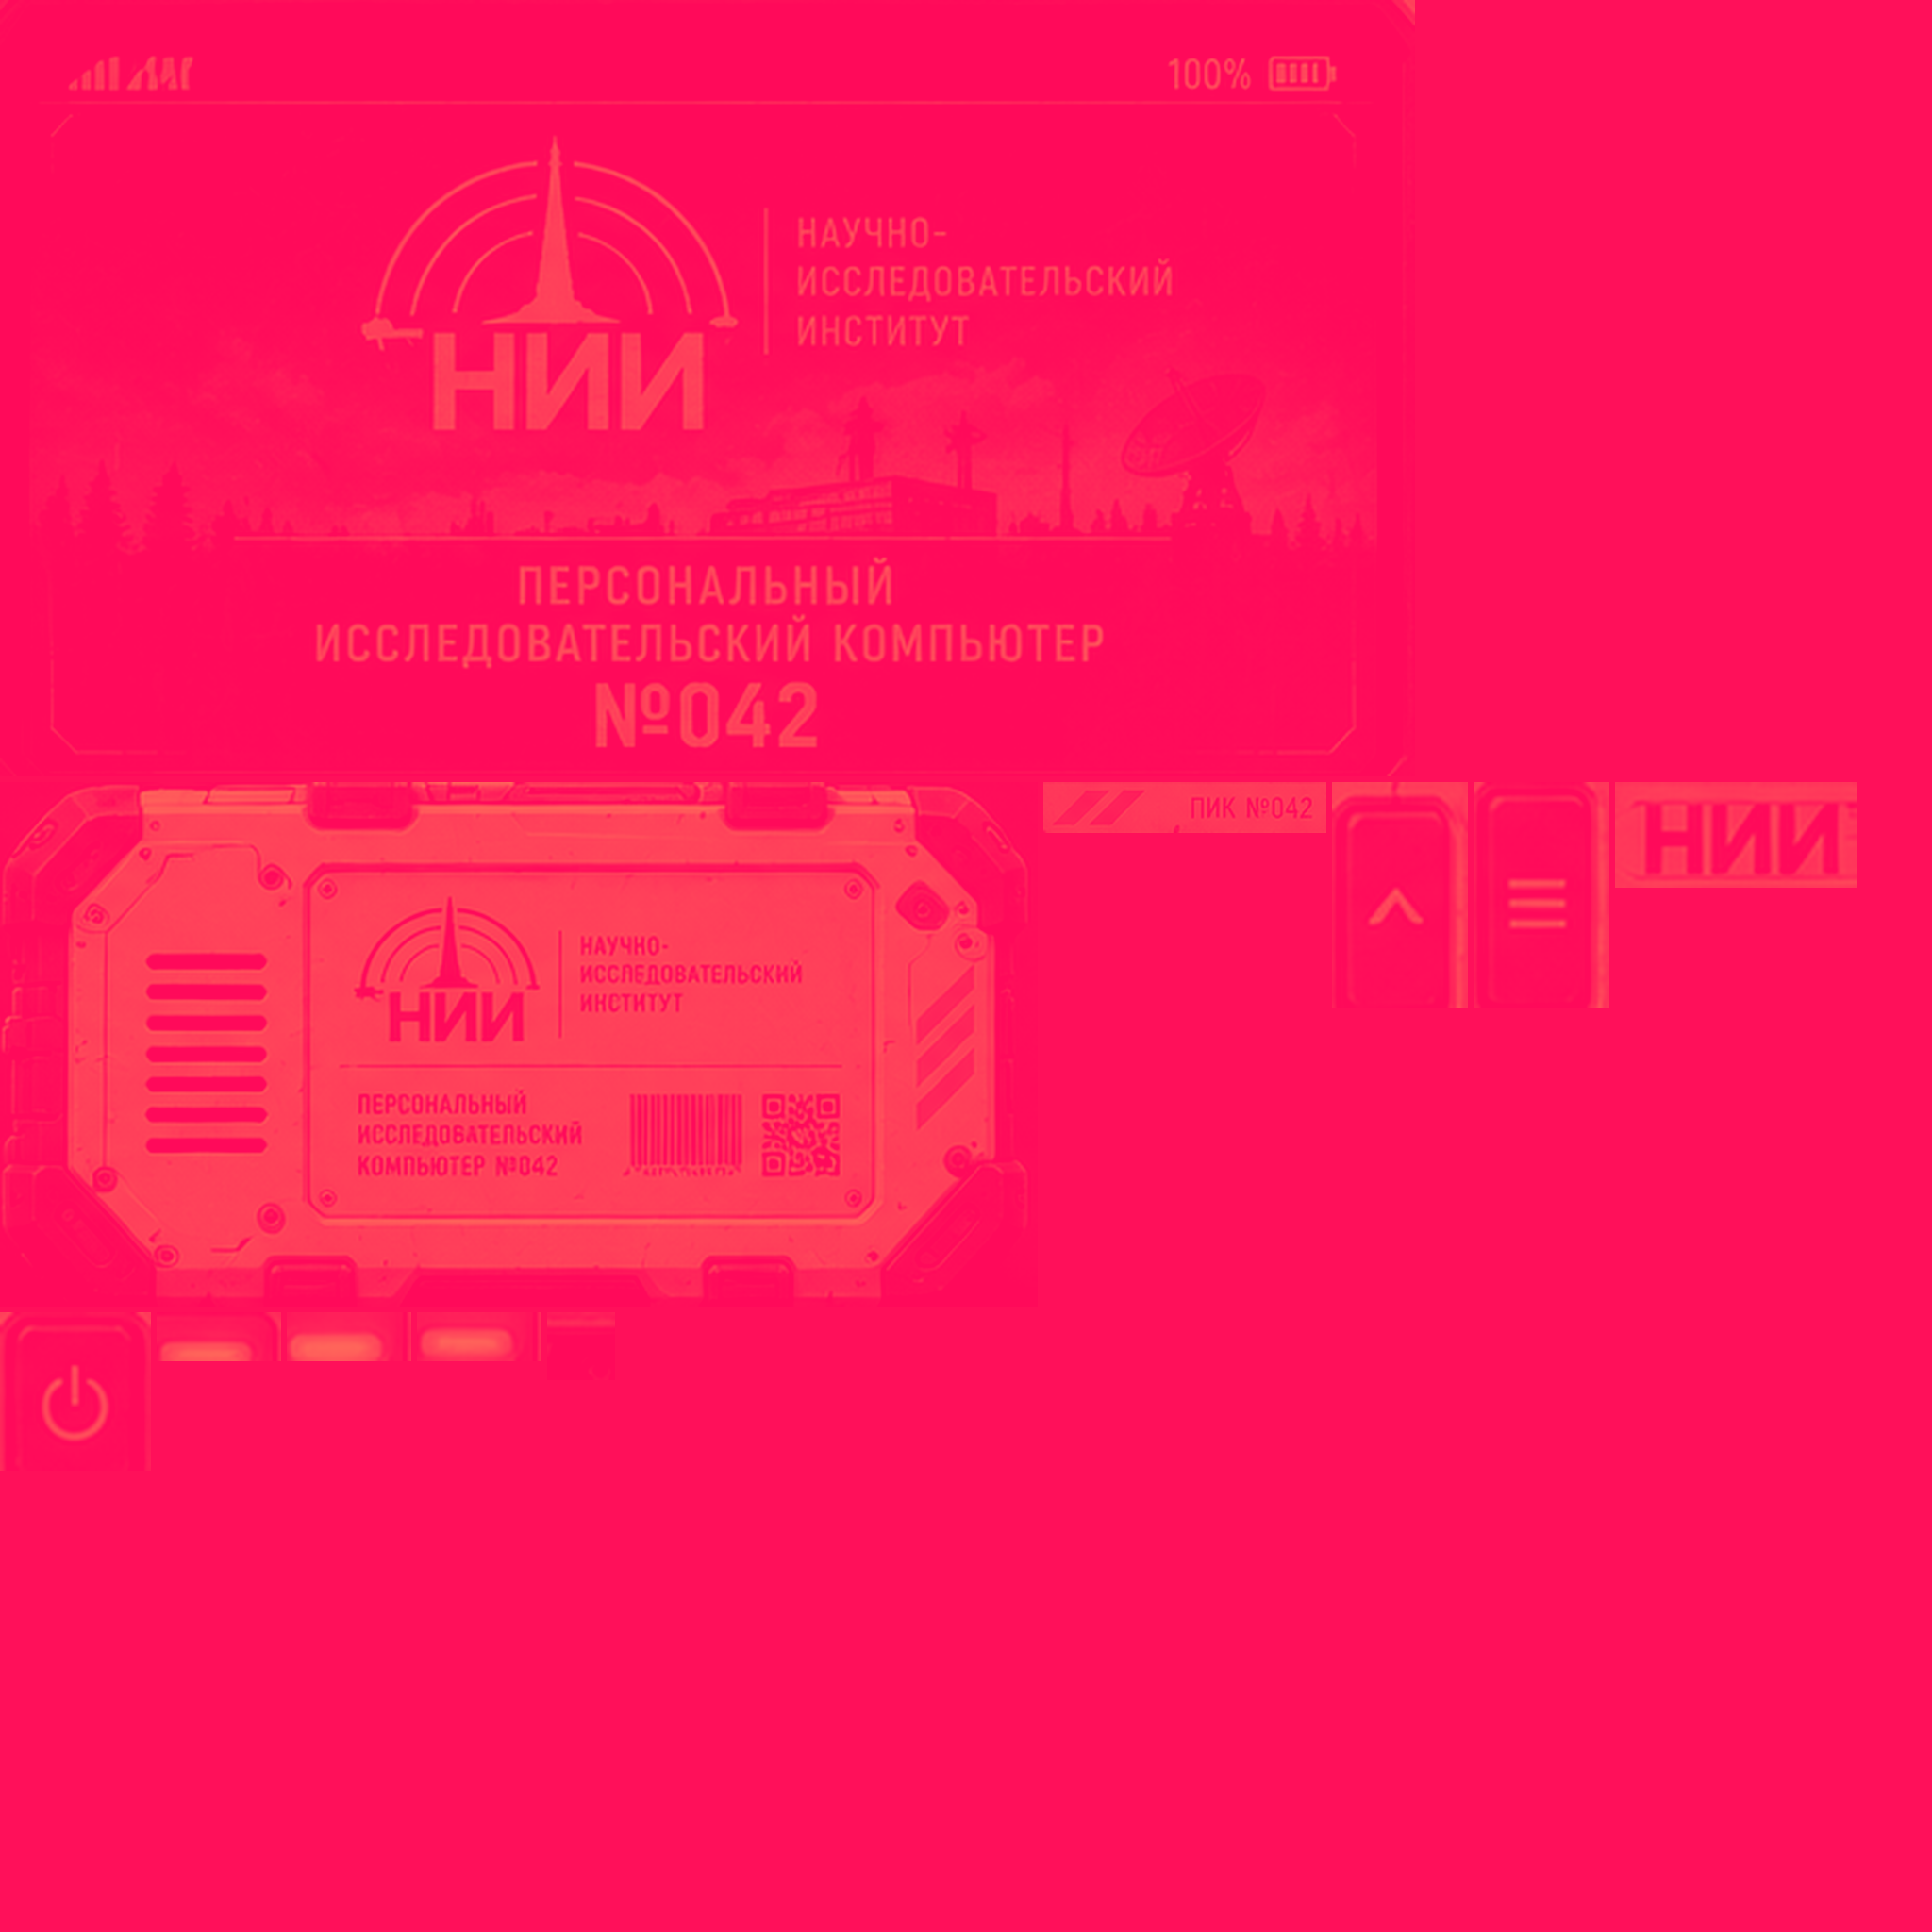 100%
НИИ
НАУЧНО-
ИССЛЕДОВАТЕЛЬСКИЙ
ИНСТИТУТ
ПЕРСОНАЛЬНЫЙ
ИССЛЕДОВАТЕЛЬСКИЙ КОМПЬЮТЕР
№042
НИИ
НАУЧНО-
ИССЛЕДОВАТЕЛЬСКИЙ
ИНСТИТУТ
ПЕРСОНАЛЬНЫЙ
ИССЛЕДОВАТЕЛЬСКИЙ
КОМПЬЮТЕР №042
ПИК №042
НИИ